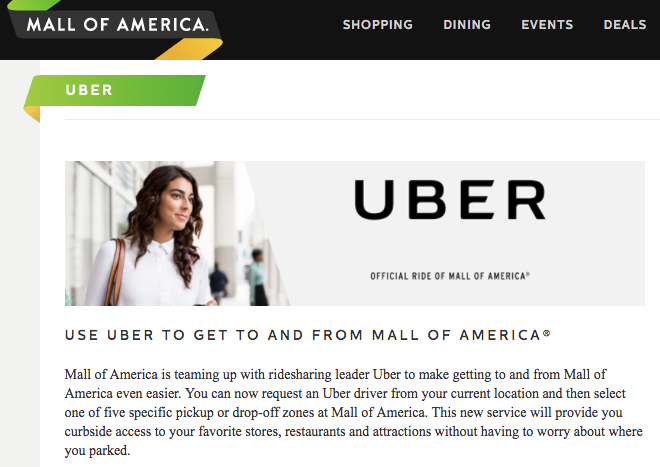 MALL OF AMERICA.
SHOPPING DINING EVENTS DEALS
UBER
UBER
OFFICIAL RIDE OF MALL OF AMERICA®
USE UBER TO GET TO AND FROM MALL OF AMERICA®
Mall of America is teaming up with ridesharing leader Uber to make getting to and from Mall of
America even easier. You can now request an Uber driver from your current location and then select
one of five specific pickup or drop-off zones at Mall of America. This new service will provide you
curbside access to your favorite stores, restaurants and attractions without having to worry about where
you parked.